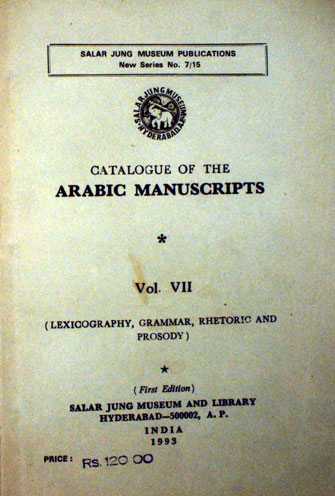 SALAR JUNG MUSEUM PUBLICATIONS
New Series No. 7/15
SALAR JUNG MUSEUM
HYDERABAD
CATALOGUE OF THE
ARABIC MANUSCRIPTS
*
Vol. VII
(LEXICOGRAPHY, GRAMMAR, RHETORIC AND
PROSODY)
★
(First Edition)
SALAR JUNG MUSEUM AND LIBRARY
HYDERABAD—500002, A. P.
INDIA
1993
PRICE: Rs. 120 00